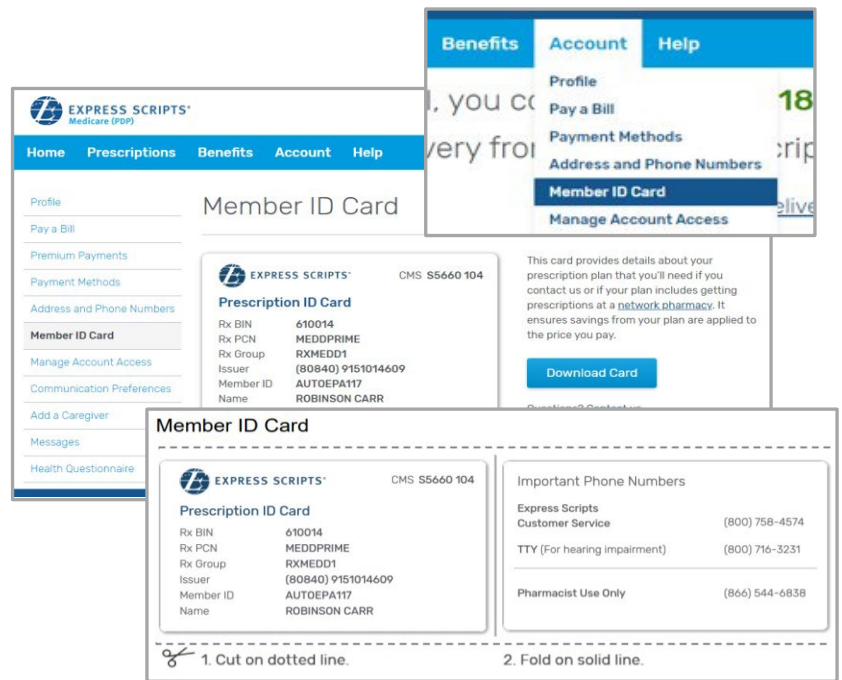 Benefits Account Help
Profile
Pay a Bill
Payment Methods
Address and Phone Numbers
Member ID Card
Manage Account Access
, you
18
very
EXPRESS SCRIPTS®
Medicare (PDP)
Home Prescriptions Benefits Account Help
Profile
Pay a Bill
Premium Payments
Payment Methods
Address and Phone Numbers
Member ID Card
Manage Account Access
Communication Preferences
Add a Caregiver
Messages
Health Questionnaire
Member ID Card
EXPRESS SCRIPTS® CMS S5660 104
Prescription ID Card
Rx BIN 610014
Rx PCN MEDDPRIME
Rx Group RXMEDD1
Issuer (80840) 9151014609
Member ID AUTOEPA117
Name ROBINSON CARR
This card provides details about your
prescription plan that you'll need if you
contact us or if your plan includes getting
prescriptions at a network pharmacy. It
ensures savings from your plan are applied to
the price you pay.
Download Card
Questions? Contact us
Member ID Card
EXPRESS SCRIPTS® CMS S5660 104
Prescription ID Card
Rx BIN 610014
Rx PCN MEDDPRIME
Rx Group RXMEDD1
Issuer (80840) 9151014609
Member ID AUTOEPA117
Name ROBINSON CARR
Important Phone Numbers
Express Scripts
Customer Service (800) 758-4574
TTY (For hearing impairment) (800) 716-3231
Pharmacist Use Only (866) 544-6838
1. Cut on dotted line. 2. Fold on solid line.